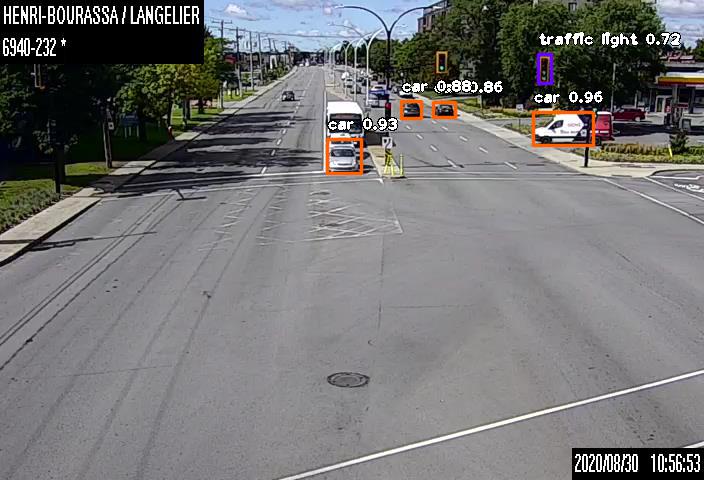 HENRI-BOURASSA / LANGELIER
6940-232 *
traffic light 0.72
car 0.88
0.86
car 0.96
car 0.93
2020/08/30 10:56:53